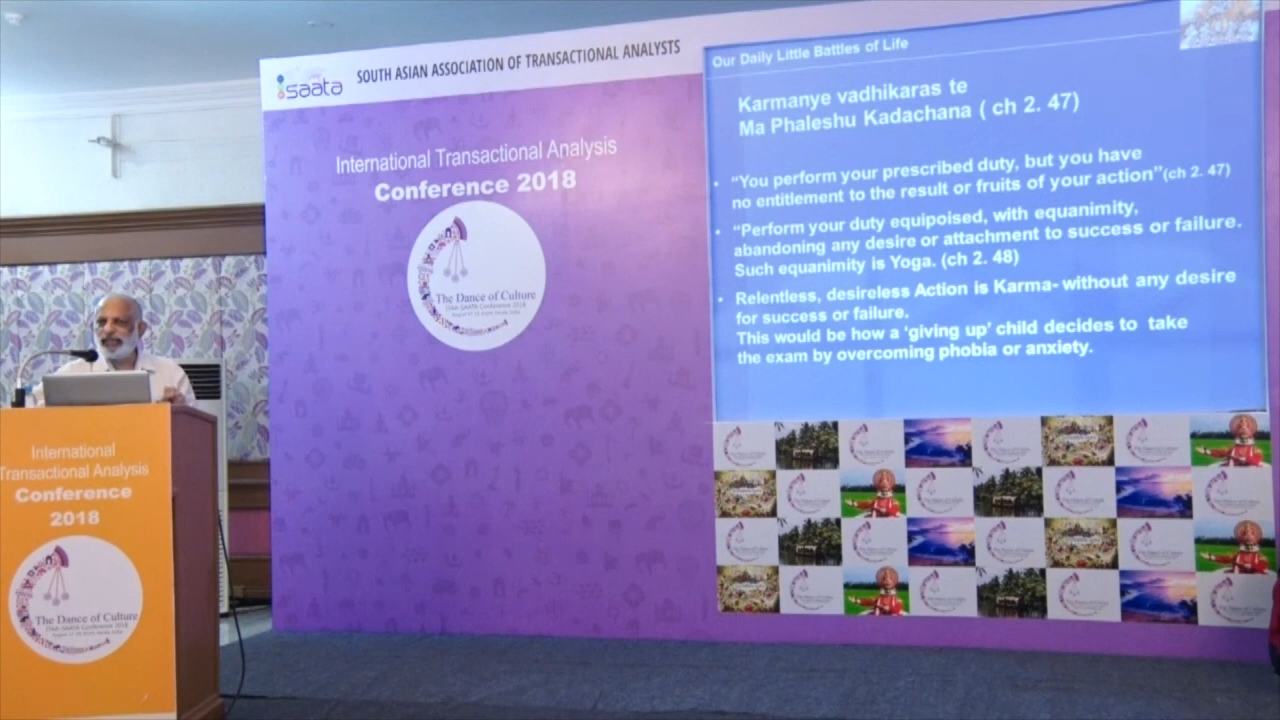 saata
SOUTH ASIAN ASSOCIATION OF TRANSACTIONAL ANALYSTS
International Transactional Analysis
Conference 2018
The Dance of Culture
Our Daily Little Battles of Life
Karmanye vadhikaras te
Ma Phaleshu Kadachana ( ch 2. 47)
• “You perform your prescribed duty, but you have
no entitlement to the result or fruits of your action”(ch 2. 47)
• “Perform your duty equipoised, with equanimity,
abandoning any desire or attachment to success or failure.
Such equanimity is Yoga. (ch 2. 48)
• Relentless, desireless Action is Karma- without any desire
for success or failure.
This would be how a ‘giving up’ child decides to take
the exam by overcoming phobia or anxiety.
International
Transactional Analysis
Conference
2018
The Dance of Culture